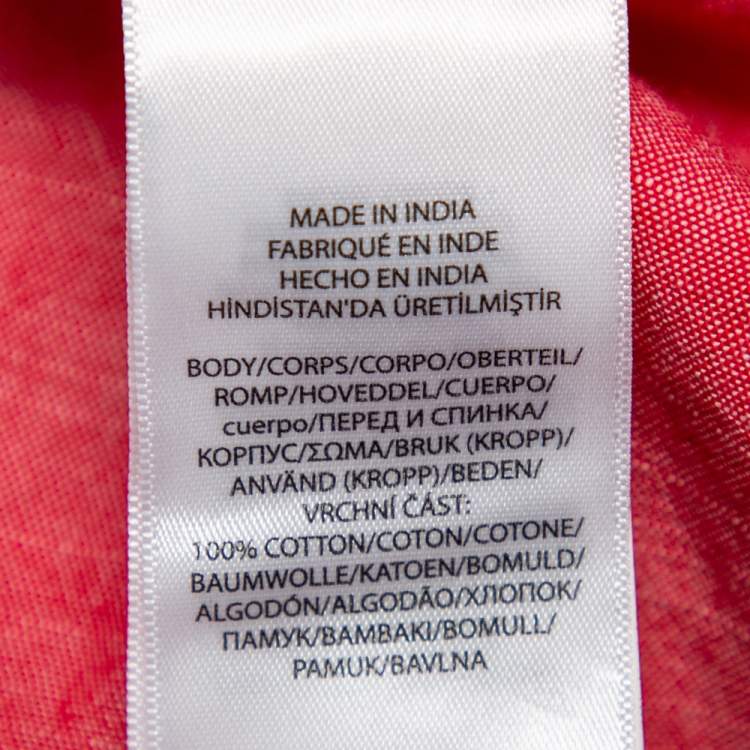 MADE IN INDIA
FABRIQUÉ EN INDE
HECHO EN INDIA
HİNDİSTAN'DA ÜRETİLMİŞTİR
BODY/CORPS/CORPO/OBERTEIL/
ROMP/HOVEDDEL/CUERPO/
cuerpo/ПЕРЕД И СПИНКА/
КОРПУС/ΣΩΜΑ/BRUK (KROPP)/
ANVÄND (KROPP)/BEDEN/
VRCHNÍ ČÁST:
100% COTTON/COTON/COTONE/
BAUMWOLLE/KATOEN/BOMULD/
ALGODÓN/ALGODÃO/ХЛОПОК/
ПАМУК/ΒΑΜΒΑΚΙ/BOMULL/
PAMUK/BAVLNA